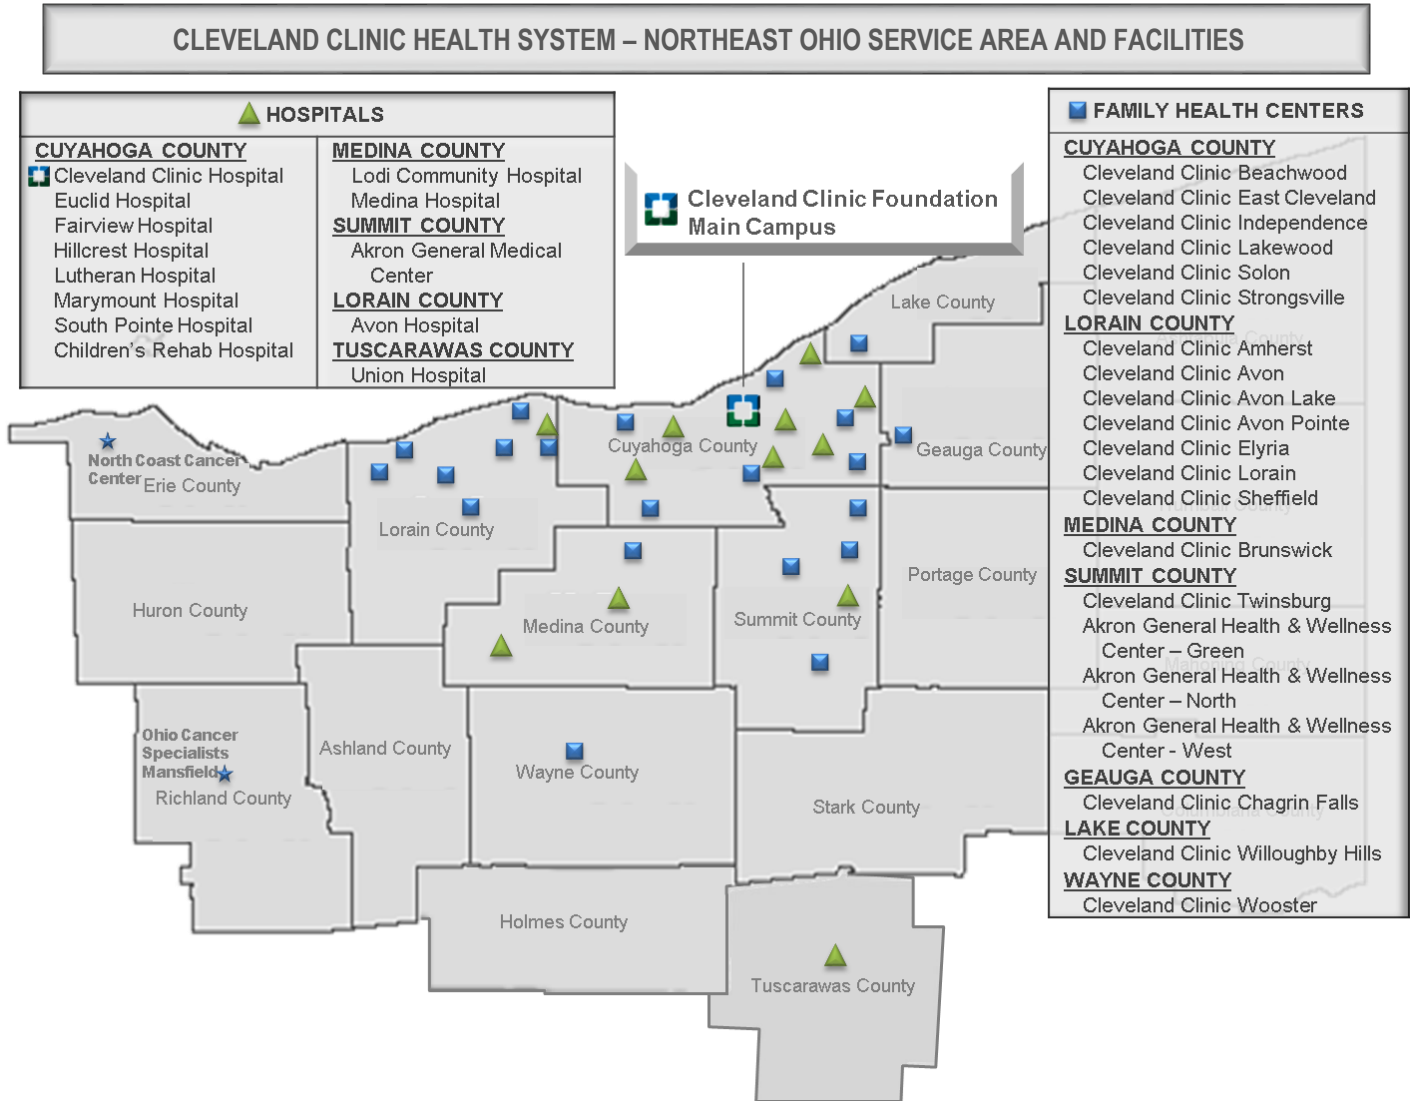 CLEVELAND CLINIC HEALTH SYSTEM – NORTHEAST OHIO SERVICE AREA AND FACILITIES
HOSPITALS
CUYAHOGA COUNTY
Cleveland Clinic Hospital
Euclid Hospital
Fairview Hospital
Hillcrest Hospital
Lutheran Hospital
Marymount Hospital
South Pointe Hospital
Children's Rehab Hospital
MEDINA COUNTY
Lodi Community Hospital
Medina Hospital
SUMMIT COUNTY
Akron General Medical
Center
LORAIN COUNTY
Avon Hospital
TUSCARAWAS COUNTY
Union Hospital
Cleveland Clinic Foundation
Main Campus
FAMILY HEALTH CENTERS
CUYAHOGA COUNTY
Cleveland Clinic Beachwood
Cleveland Clinic East Cleveland
Cleveland Clinic Independence
Cleveland Clinic Lakewood
Cleveland Clinic Solon
Cleveland Clinic Strongsville
LORAIN COUNTY
Cleveland Clinic Amherst
Cleveland Clinic Avon
Cleveland Clinic Avon Lake
Cleveland Clinic Avon Pointe
Cleveland Clinic Elyria
Cleveland Clinic Lorain
Cleveland Clinic Sheffield
MEDINA COUNTY
Cleveland Clinic Brunswick
SUMMIT COUNTY
Cleveland Clinic Twinsburg
Akron General Health & Wellness
Center – Green
Akron General Health & Wellness
Center – North
Akron General Health & Wellness
Center - West
GEAUGA COUNTY
Cleveland Clinic Chagrin Falls
LAKE COUNTY
Cleveland Clinic Willoughby Hills
WAYNE COUNTY
Cleveland Clinic Wooster
Lake County
Cuyahoga County
Geauga County
North Coast Cancer
Center
Erie County
Lorain County
Huron County
Medina County
Summit County
Portage County
Mahoning County
Ohio Cancer
Specialists
Mansfield
Richland County
Ashland County
Wayne County
Stark County
Columbiana County
Holmes County
Tuscarawas County